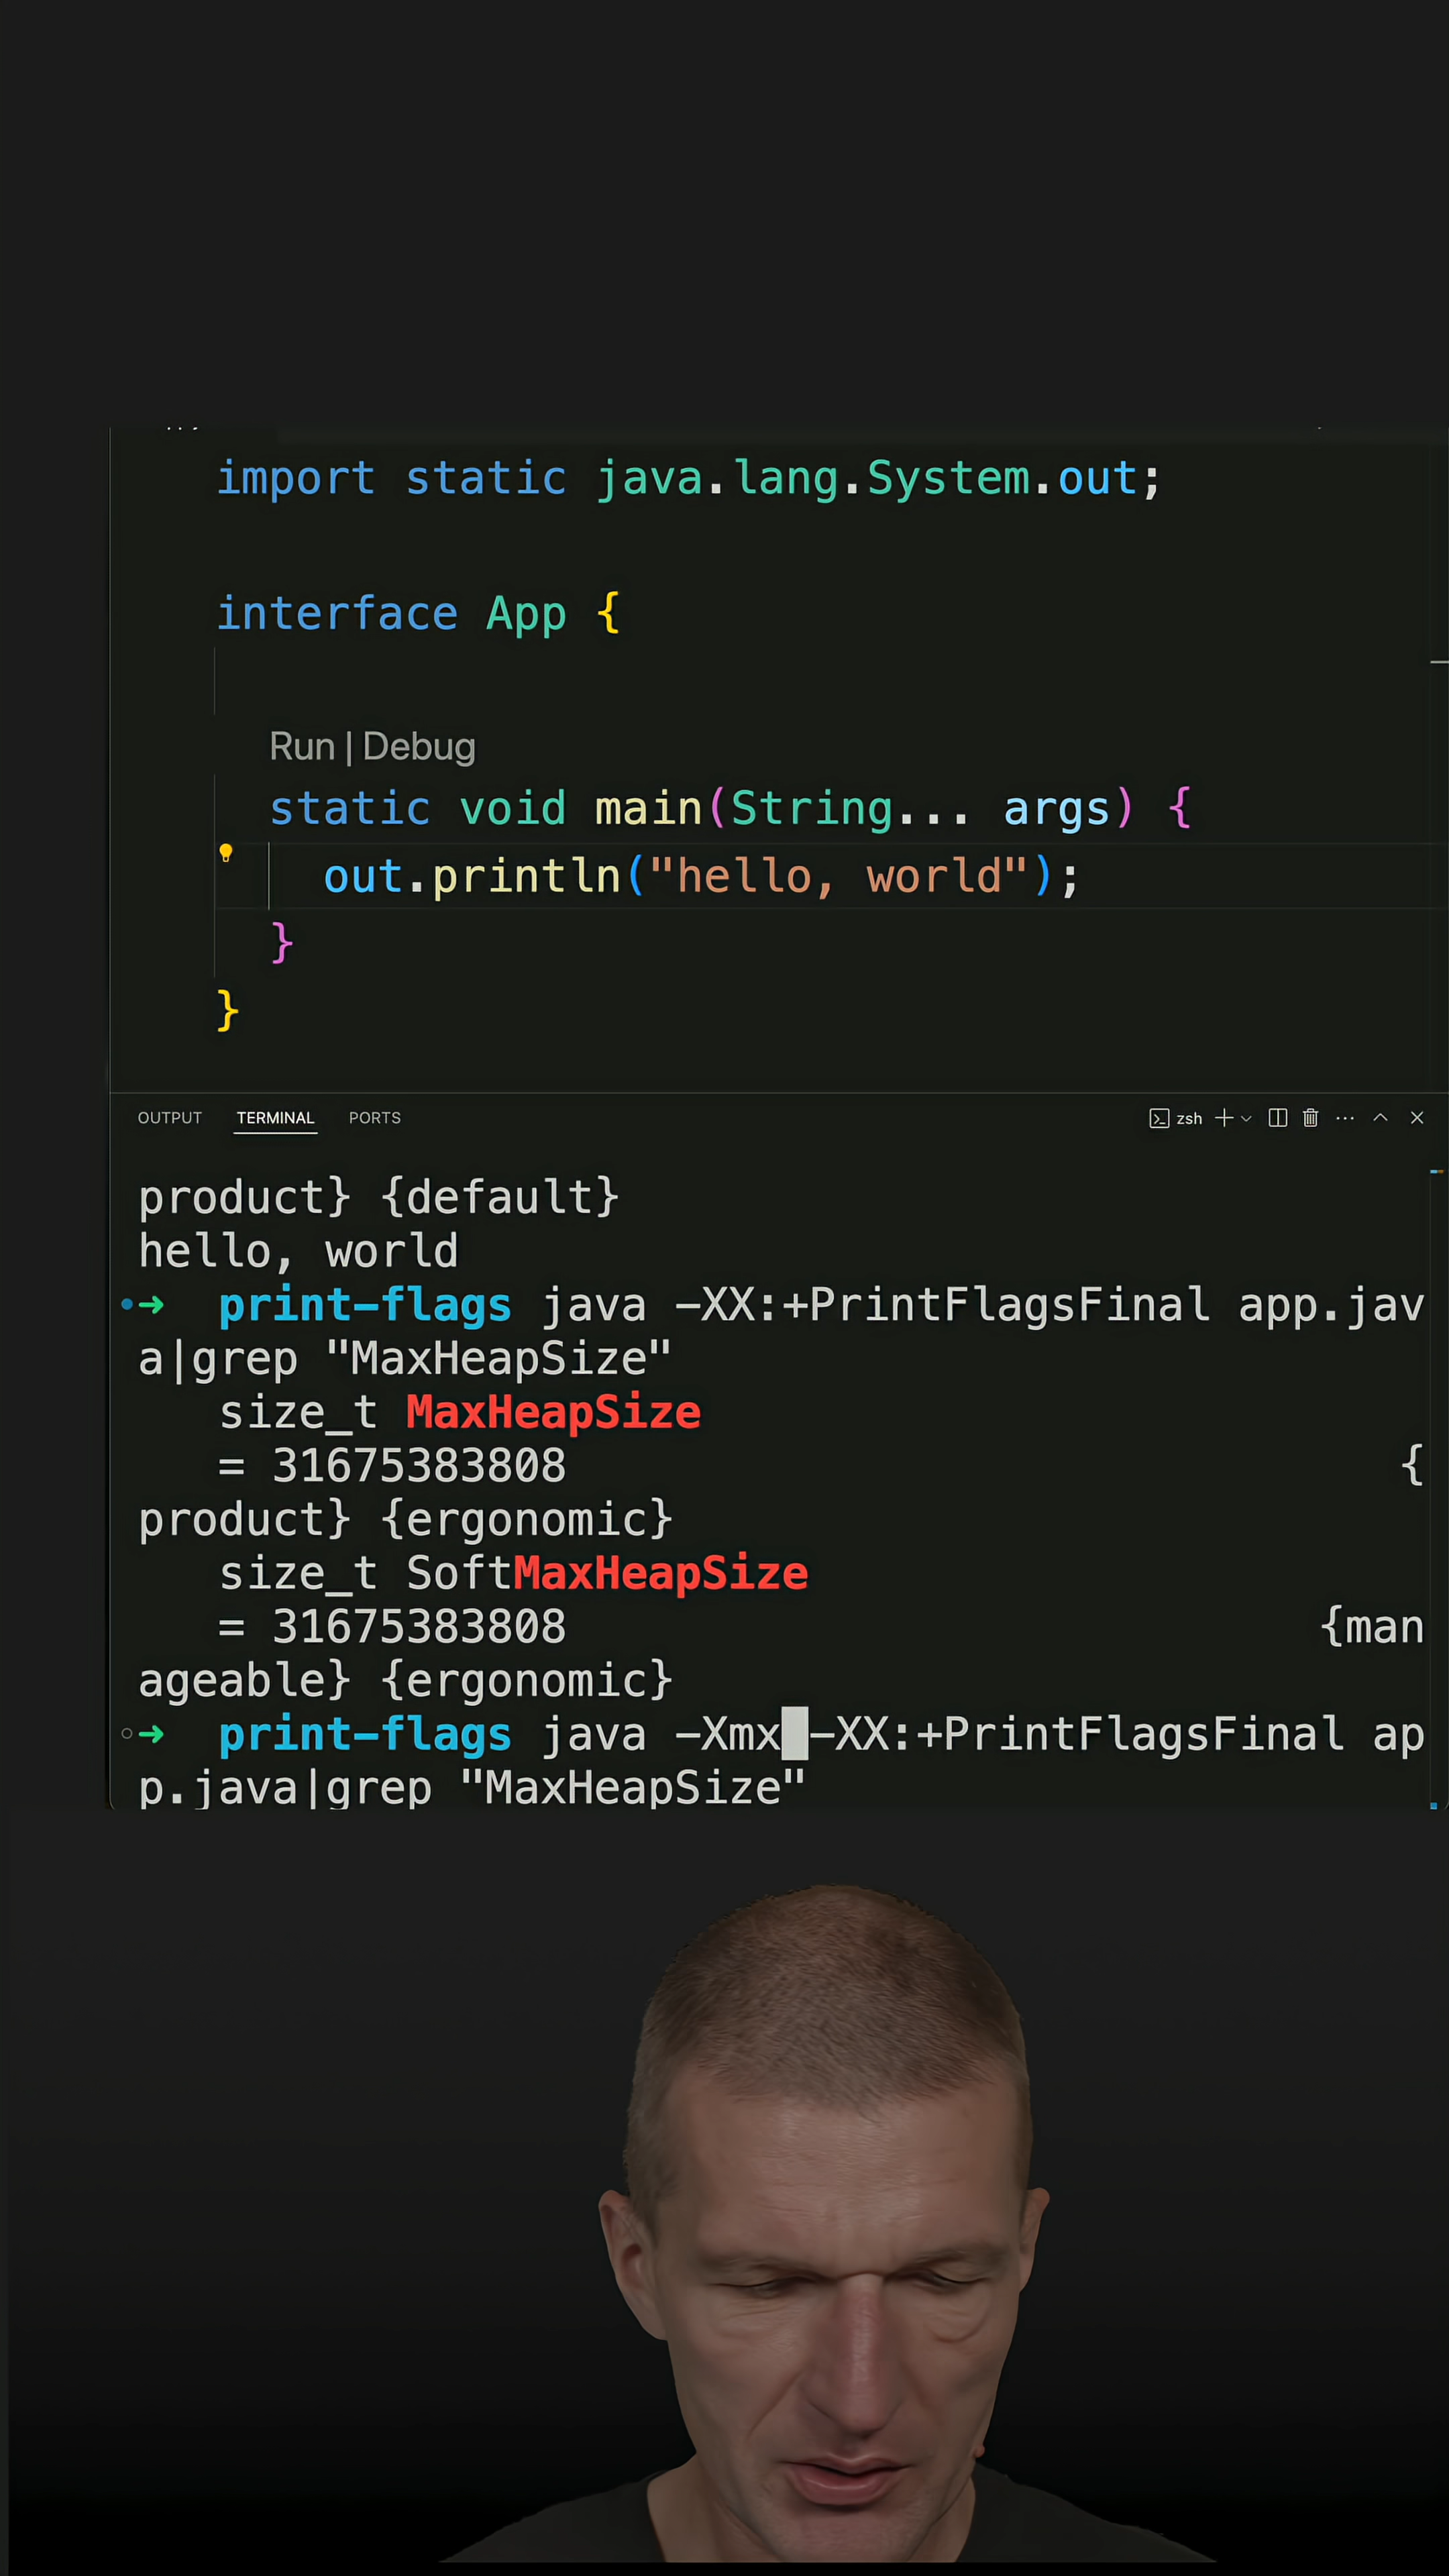 import static java.lang.System.out;
interface App {
Run | Debug
static void main(String... args) {
out.println("hello, world");
}
}
OUTPUT TERMINAL PORTS zsh
product} {default}
hello, world
➜ print-flags java -XX:+PrintFlagsFinal app.jav
a|grep "MaxHeapSize"
size_t MaxHeapSize
= 31675383808 {
product} {ergonomic}
size_t SoftMaxHeapSize
= 31675383808 {man
ageable} {ergonomic}
➜ print-flags java -Xmx -XX:+PrintFlagsFinal ap
p.java|grep "MaxHeapSize"